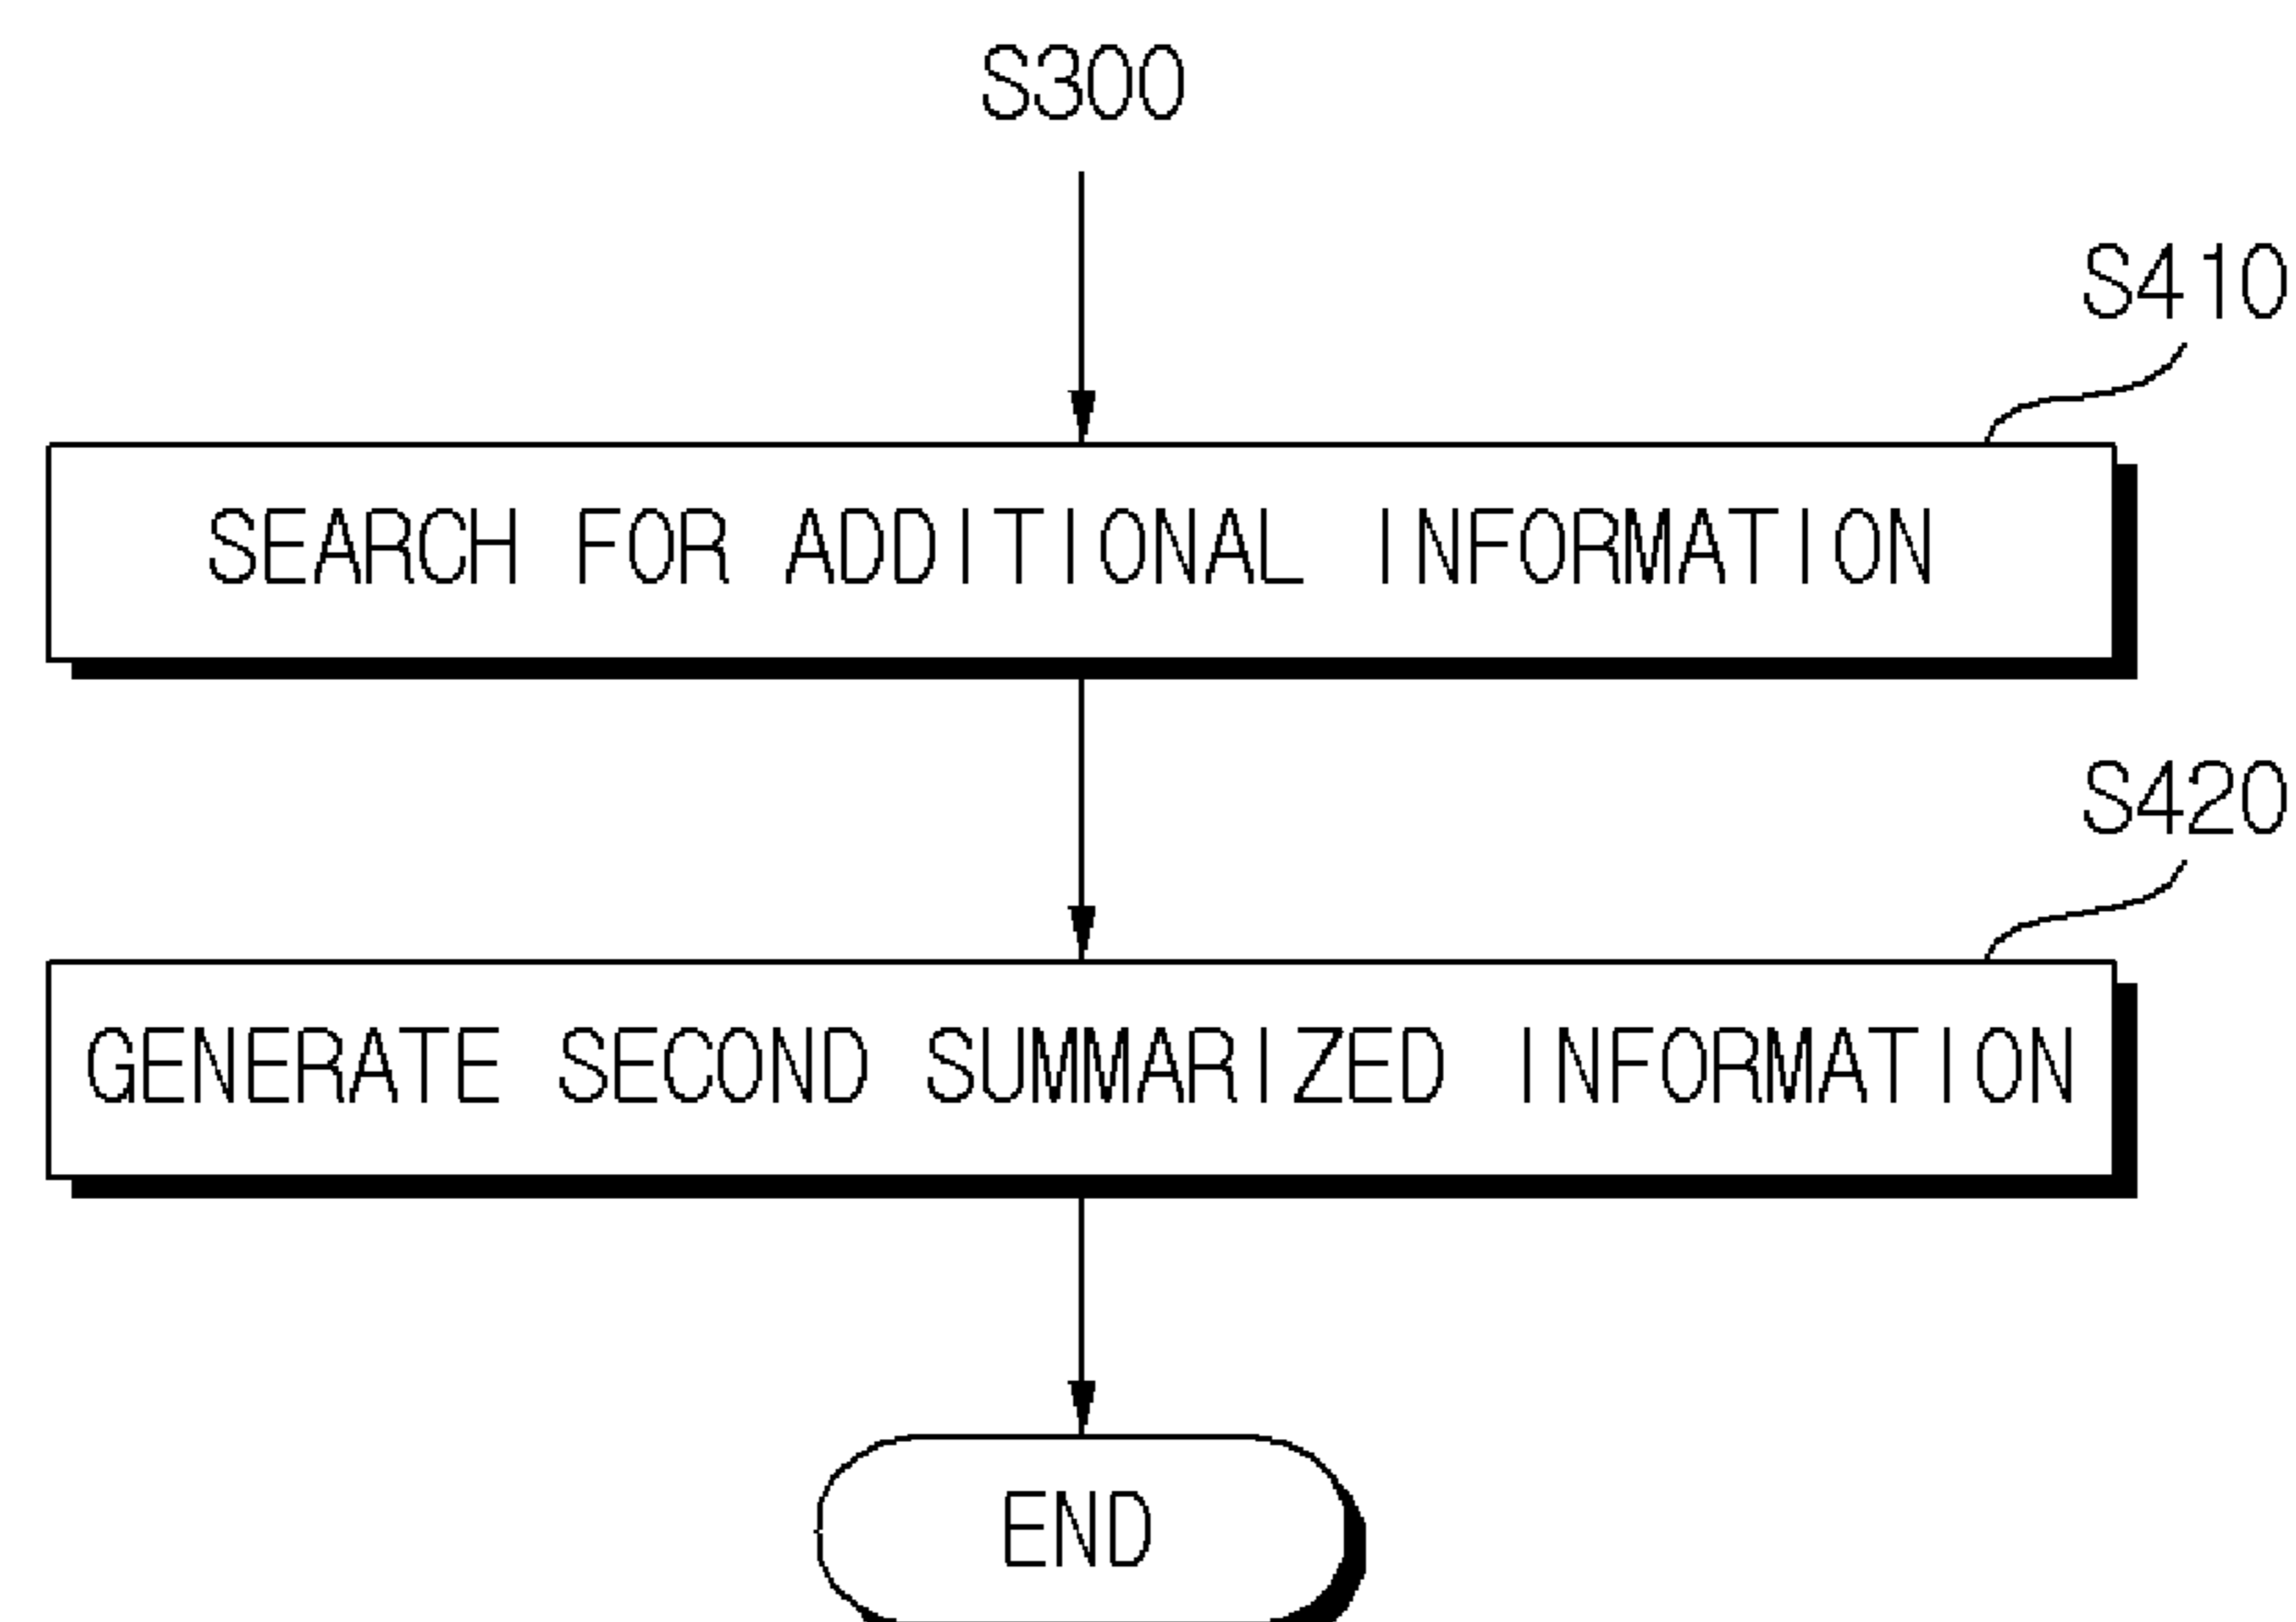 S300
S410
SEARCH FOR ADDITIONAL INFORMATION
S420
GENERATE SECOND SUMMARIZED INFORMATION
END